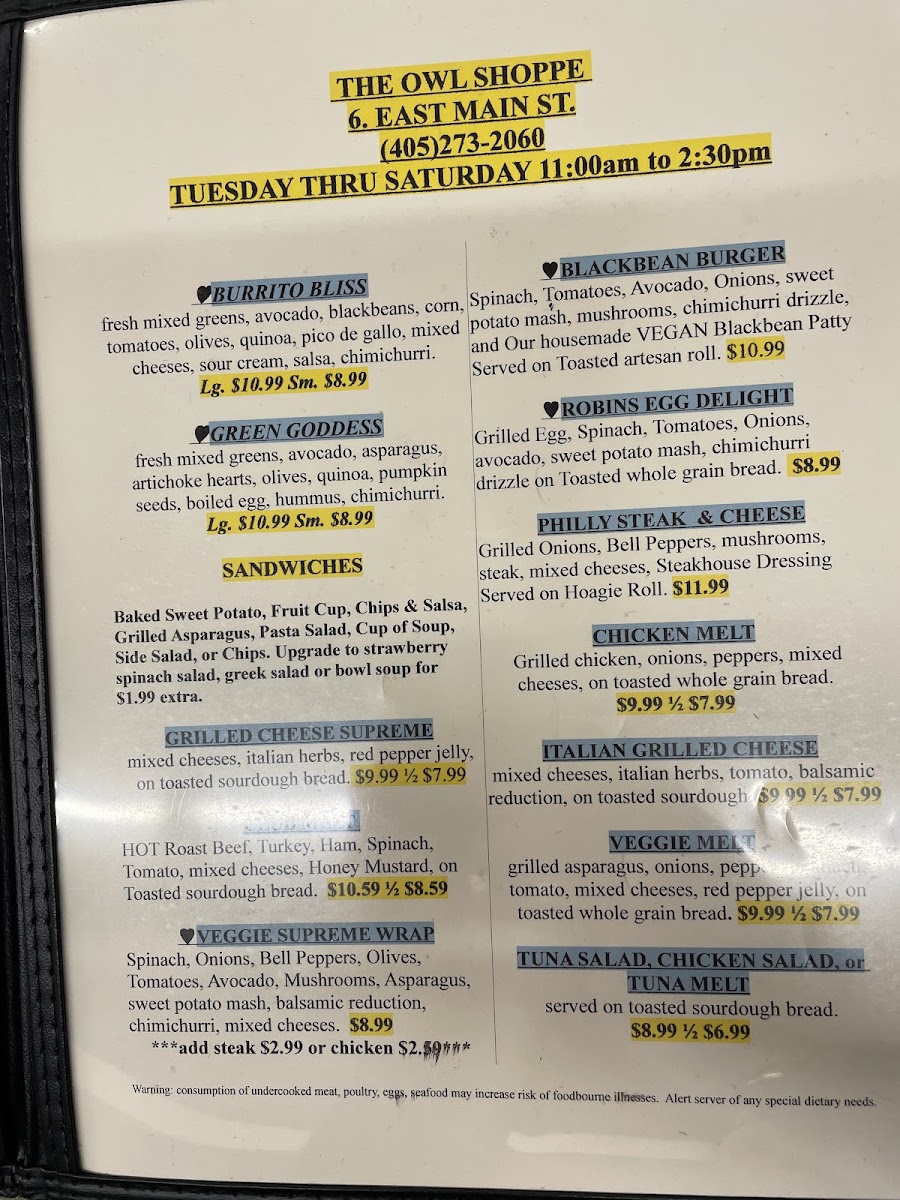 THE OWL SHOPPE
6. EAST MAIN ST.
(405)273-2060
TUESDAY THRU SATURDAY 11:00am to 2:30pm
♥BURRITO BLISS
fresh mixed greens, avocado, blackbeans, corn,
tomatoes, olives, quinoa, pico de gallo, mixed
cheeses, sour cream, salsa, chimichurri.
Lg. $10.99 Sm. $8.99
♥GREEN GODDESS
fresh mixed greens, avocado, asparagus,
artichoke hearts, olives, quinoa, pumpkin
seeds, boiled egg, hummus, chimichurri.
Lg. $10.99 Sm. $8.99
SANDWICHES
Baked Sweet Potato, Fruit Cup, Chips & Salsa,
Grilled Asparagus, Pasta Salad, Cup of Soup,
Side Salad, or Chips. Upgrade to strawberry
spinach salad, greek salad or bowl soup for
$1.99 extra.
GRILLED CHEESE SUPREME
mixed cheeses, italian herbs, red pepper jelly,
on toasted sourdough bread. $9.99 ½ $7.99
HOT Roast Beef, Turkey, Ham, Spinach,
Tomato, mixed cheeses, Honey Mustard, on
Toasted sourdough bread. $10.59 ½ $8.59
♥VEGGIE SUPREME WRAP
Spinach, Onions, Bell Peppers, Olives,
Tomatoes, Avocado, Mushrooms, Asparagus,
sweet potato mash, balsamic reduction,
chimichurri, mixed cheeses. $8.99
***add steak $2.99 or chicken $2.59***
♥BLACKBEAN BURGER
Spinach, Tomatoes, Avocado, Onions, sweet
potato mash, mushrooms, chimichurri drizzle,
and Our housemade VEGAN Blackbean Patty
Served on Toasted artesan roll. $10.99
♥ROBINS EGG DELIGHT
Grilled Egg, Spinach, Tomatoes, Onions,
avocado, sweet potato mash, chimichurri
drizzle on Toasted whole grain bread. $8.99
PHILLY STEAK & CHEESE
Grilled Onions, Bell Peppers, mushrooms,
steak, mixed cheeses, Steakhouse Dressing
Served on Hoagie Roll. $11.99
CHICKEN MELT
Grilled chicken, onions, peppers, mixed
cheeses, on toasted whole grain bread.
$9.99 ½ $7.99
ITALIAN GRILLED CHEESE
mixed cheeses, italian herbs, tomato, balsamic
reduction, on toasted sourdough $9.99 ½ $7.99
VEGGIE MELT
grilled asparagus, onions,
tomato, mixed cheeses, red pepper jelly, on
toasted whole grain bread. $9.99 ½ $7.99
TUNA SALAD, CHICKEN SALAD, or
TUNA MELT
served on toasted sourdough bread.
$8.99 ½ $6.99
Warning: consumption of undercooked meat, poultry, eggs, seafood may increase risk of foodbourne illnesses. Alert server of any special dietary needs.